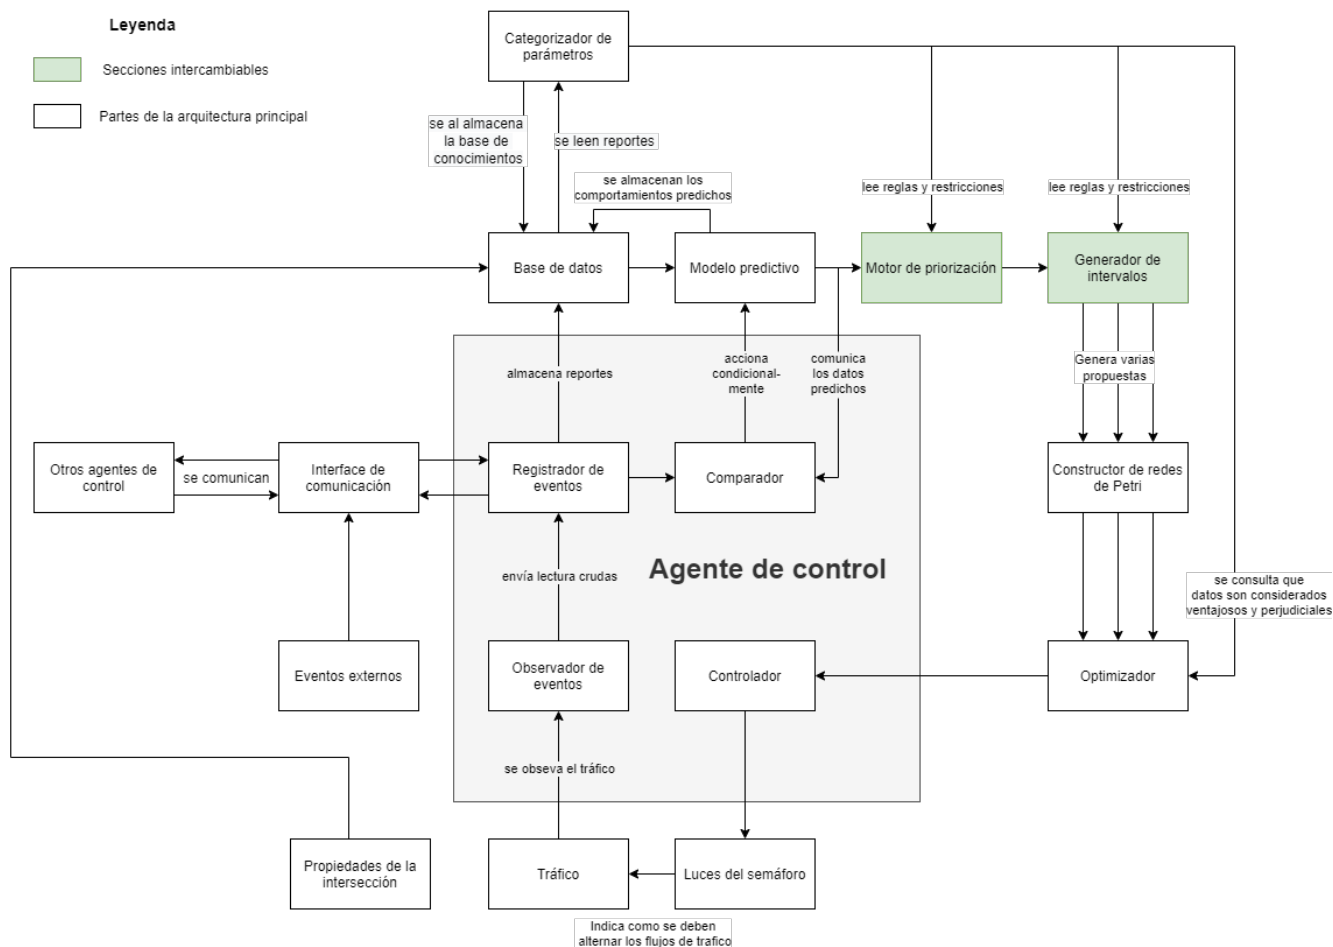 Leyenda
Secciones intercambiables
Partes de la arquitectura principal
Categorizador de
parámetros
se al almacena
la base de
conocimientos
se leen reportes
se almacenan los
comportamientos predichos
lee reglas y restricciones
lee reglas y restricciones
Base de datos
Modelo predictivo
Motor de priorización
Generador de
intervalos
almacena reportes
acciona
condicional-
mente
comunica
los datos
predichos
Genera varias
propuestas
Otros agentes de
control
se comunican
Interface de
comunicación
Registrador de
eventos
Comparador
Constructor de redes
de Petri
envía lectura crudas
Agente de control
se consulta que
datos son considerados
ventajosos y perjudiciales
Eventos externos
Observador de
eventos
Controlador
Optimizador
se obseva el tráfico
Propiedades de la
intersección
Tráfico
Luces del semáforo
Indica como se deben
alternar los flujos de trafico